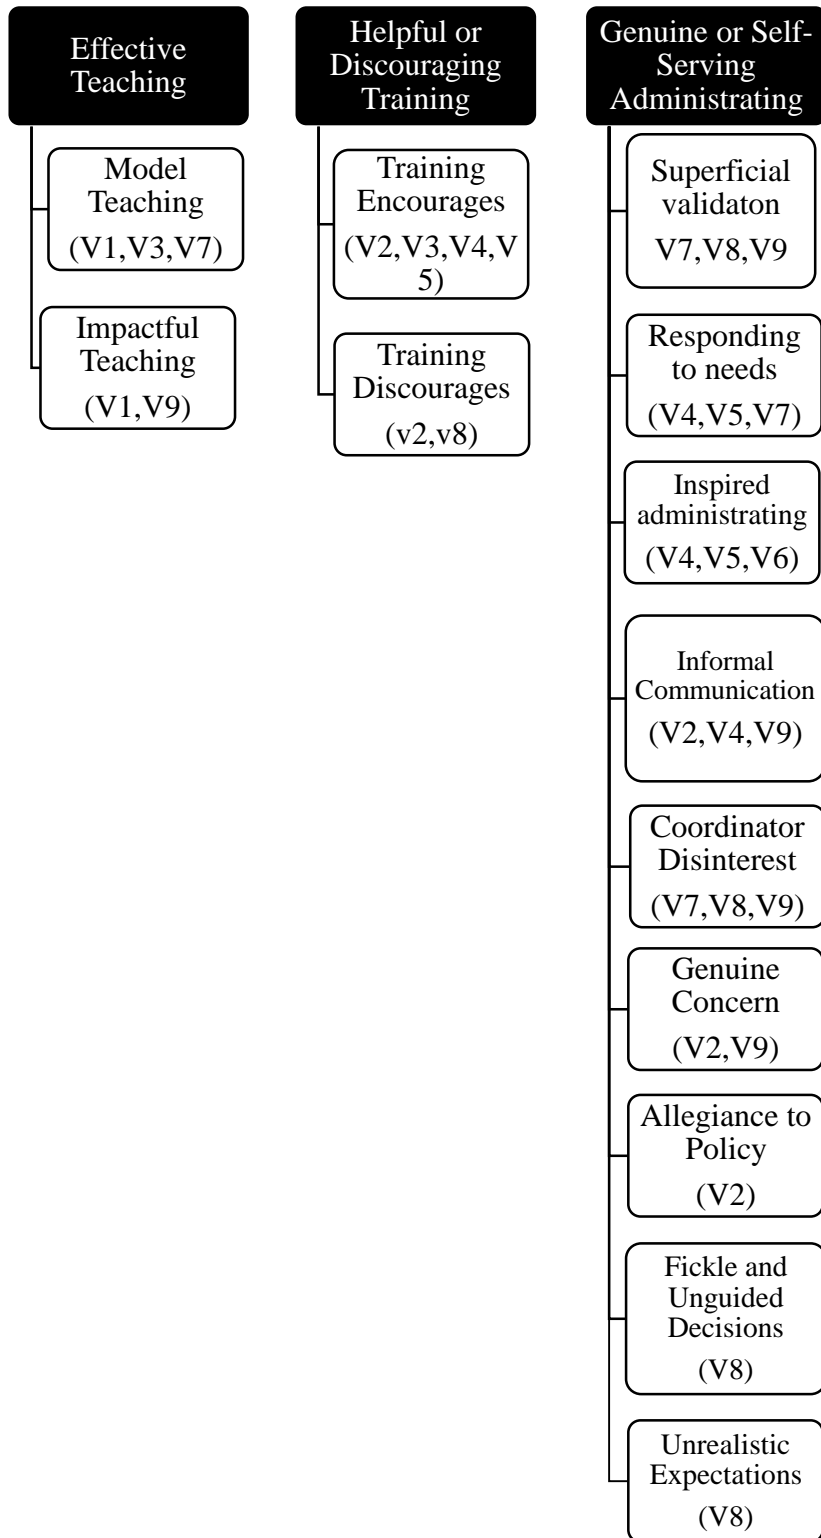 Effective
Teaching
Model
Teaching
(V1,V3,V7)
Impactful
Teaching
(V1,V9)
Helpful or
Discouraging
Training
Training
Encourages
(V2,V3,V4,V
5)
Training
Discourages
(v2,v8)
Genuine or Self-
Serving
Administrating
Superficial
validaton
V7,V8,V9
Responding
to needs
(V4,V5,V7)
Inspired
administrating
(V4,V5,V6)
Informal
Communication
(V2,V4,V9)
Coordinator
Disinterest
(V7,V8,V9)
Genuine
Concern
(V2,V9)
Allegiance to
Policy
(V2)
Fickle and
Unguided
Decisions
(V8)
Unrealistic
Expectations
(V8)